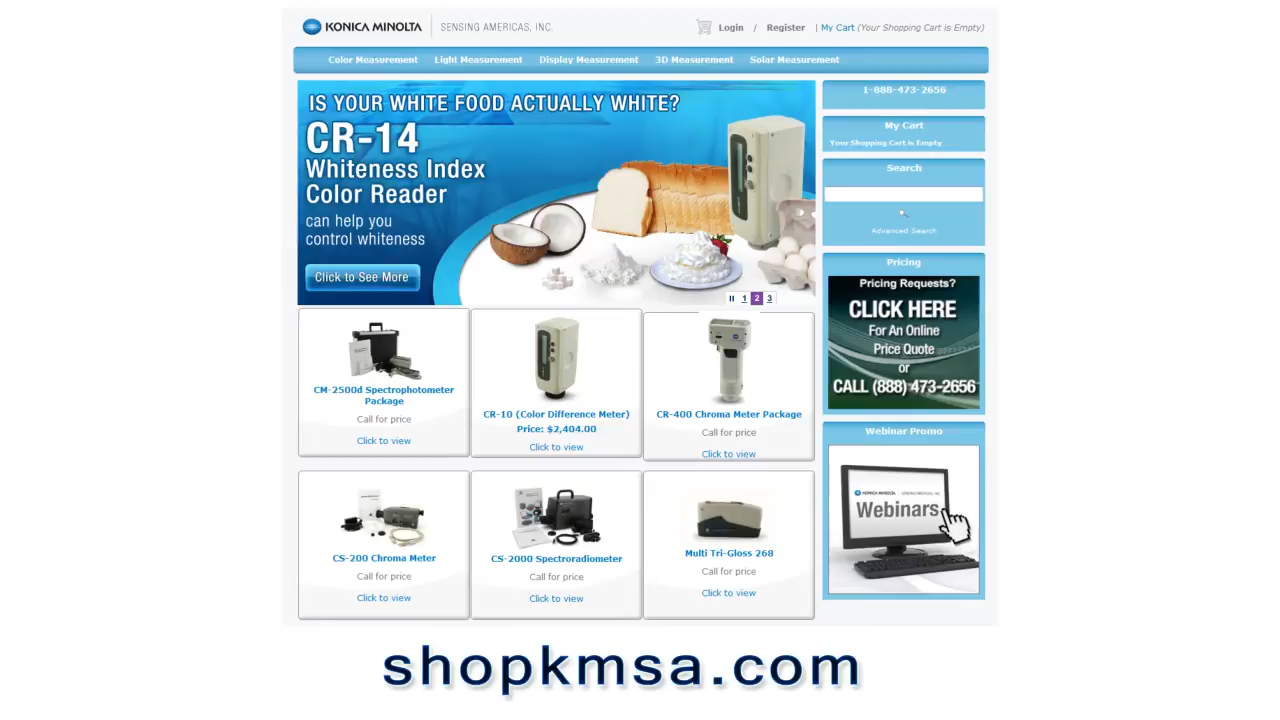 KONICA MINOLTA SENSING AMERICAS, INC.
Login / Register | My Cart (Your Shopping Cart is Empty)
Color Measurement Light Measurement Display Measurement 3D Measurement Solar Measurement
IS YOUR WHITE FOOD ACTUALLY WHITE?
CR-14
Whiteness Index
Color Reader
can help you
control whiteness
Click to See More
1 2 3
1-888-473-2656
My Cart
Your Shopping Cart is Empty
Search
Advanced Search
Pricing
Pricing Requests?
CLICK HERE
For An Online
Price Quote
or
CALL (888) 473-2656
Webinar Promo
KONICA MINOLTA SENSING AMERICAS, INC.
Webinars
CM-2500d Spectrophotometer
Package
Call for price
Click to view
CR-10 (Color Difference Meter)
Price: $2,404.00
Click to view
CR-400 Chroma Meter Package
Call for price
Click to view
CS-200 Chroma Meter
Call for price
Click to view
CS-2000 Spectroradiometer
Call for price
Click to view
Multi Tri-Gloss 268
Call for price
Click to view
shopkmsa.com